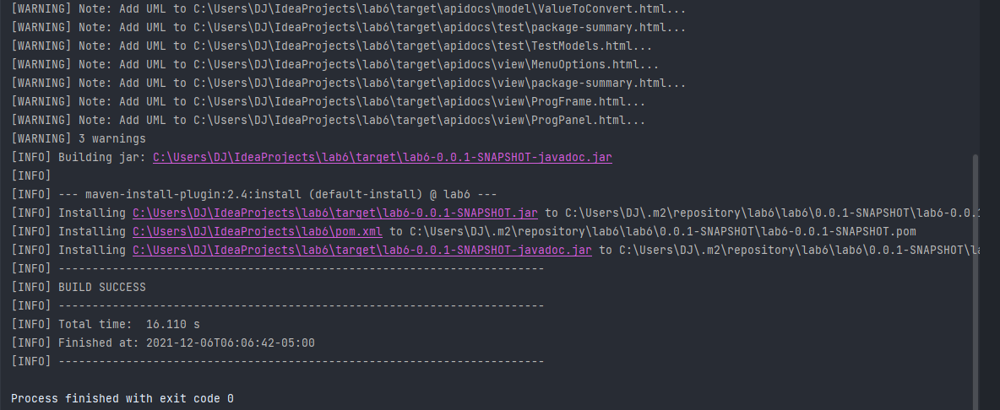 [WARNING] Note: Add UML to C:\Users\DJ\IdeaProjects\lab6\target\apidocs\model\ValueToConvert.html...
[WARNING] Note: Add UML to C:\Users\DJ\IdeaProjects\lab6\target\apidocs\test\package-summary.html...
[WARNING] Note: Add UML to C:\Users\DJ\IdeaProjects\lab6\target\apidocs\test\TestModels.html...
[WARNING] Note: Add UML to C:\Users\DJ\IdeaProjects\lab6\target\apidocs\view\MenuOptions.html...
[WARNING] Note: Add UML to C:\Users\DJ\IdeaProjects\lab6\target\apidocs\view\package-summary.html...
[WARNING] Note: Add UML to C:\Users\DJ\IdeaProjects\lab6\target\apidocs\view\ProgFrame.html...
[WARNING] Note: Add UML to C:\Users\DJ\IdeaProjects\lab6\target\apidocs\view\ProgPanel.html...
[WARNING] 3 warnings
[INFO] Building jar: C:\Users\DJ\IdeaProjects\lab6\target\lab6-0.0.1-SNAPSHOT-javadoc.jar
[INFO]
[INFO] --- maven-install-plugin:2.4:install (default-install) @ lab6 ---
[INFO] Installing C:\Users\DJ\IdeaProjects\lab6\target\lab6-0.0.1-SNAPSHOT.jar to C:\Users\DJ\.m2\repository\lab6\lab6\0.0.1-SNAPSHOT\lab6-0.0.1
[INFO] Installing C:\Users\DJ\IdeaProjects\lab6\pom.xml to C:\Users\DJ\.m2\repository\lab6\lab6\0.0.1-SNAPSHOT\lab6-0.0.1-SNAPSHOT.pom
[INFO] Installing C:\Users\DJ\IdeaProjects\lab6\target\lab6-0.0.1-SNAPSHOT-javadoc.jar to C:\Users\DJ\.m2\repository\lab6\lab6\0.0.1-SNAPSHOT\la
[INFO] ------------------------------------------------------------------------
[INFO] BUILD SUCCESS
[INFO] ------------------------------------------------------------------------
[INFO] Total time:  16.110 s
[INFO] Finished at: 2021-12-06T06:06:42-05:00
[INFO] ------------------------------------------------------------------------
Process finished with exit code 0